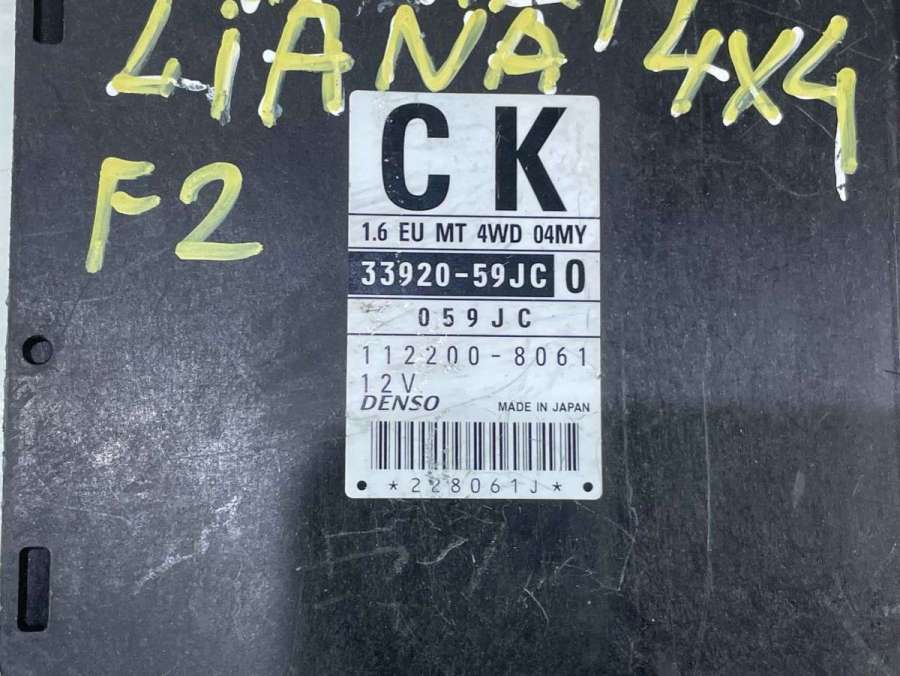 LiANA 4X4
F2
CK
1.6 EU MT 4WD 04MY
33920-59JC 0
059JC
112200-8061
12V
DENSO MADE IN JAPAN
*228061J*